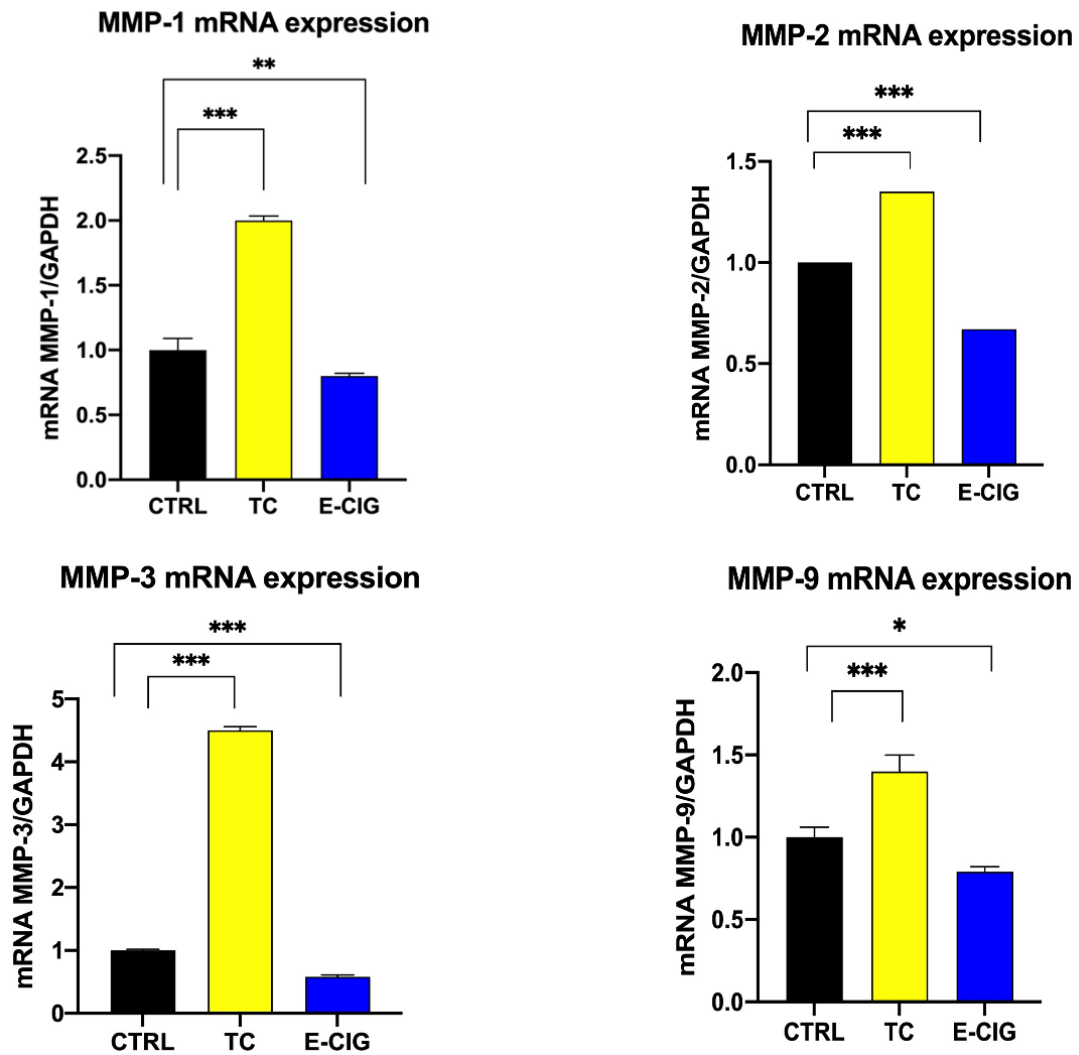 MMP-1 mRNA expression
**
***
mRNA MMP-1/GAPDH
2.5
2.0
1.5
1.0
0.5
0.0
CTRL TC E-CIG
MMP-2 mRNA expression
***
***
mRNA MMP-2/GAPDH
1.5
1.0
0.5
0.0
CTRL TC E-CIG
MMP-3 mRNA expression
***
***
mRNA MMP-3/GAPDH
5
4
3
2
1
0
CTRL TC E-CIG
MMP-9 mRNA expression
*
***
mRNA MMP-9/GAPDH
2.0
1.5
1.0
0.5
0.0
CTRL TC E-CIG